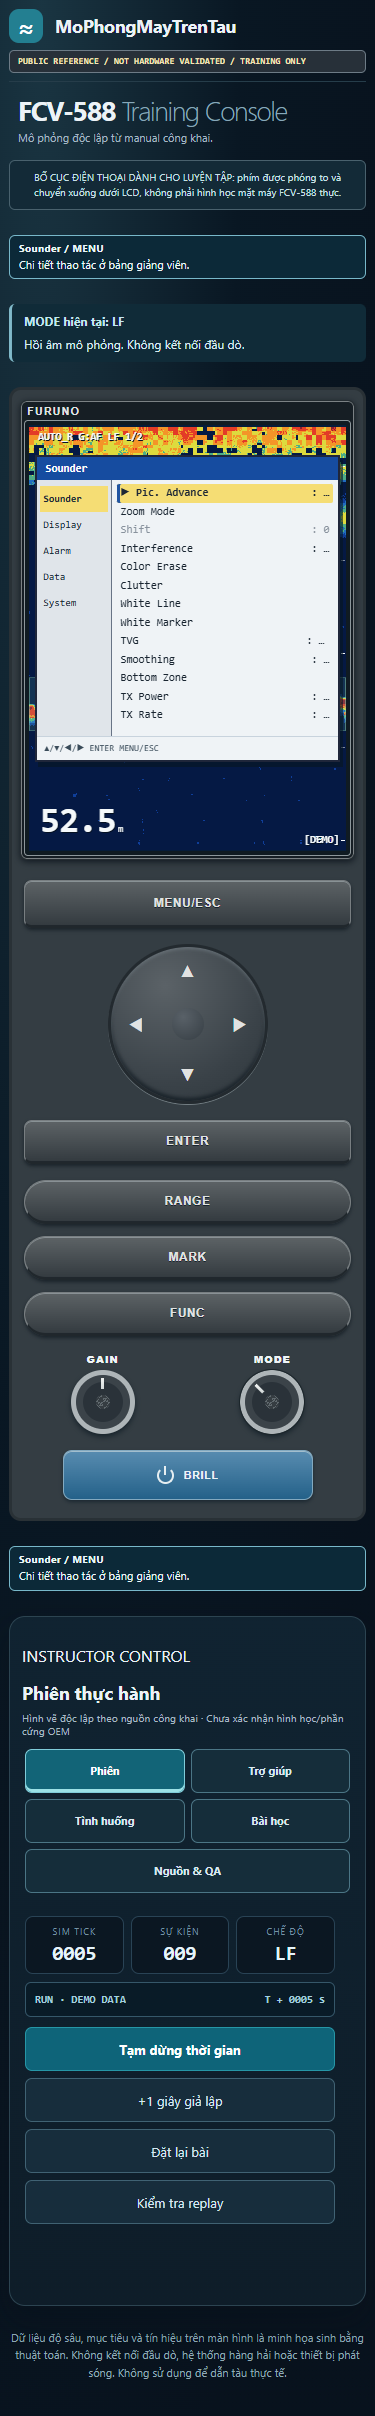 ≈ MoPhongMayTrenTau
PUBLIC REFERENCE / NOT HARDWARE VALIDATED / TRAINING ONLY
FCV-588 Training Console
Mô phỏng độc lập từ manual công khai.
BỐ CỤC ĐIỆN THOẠI DÀNH CHO LUYỆN TẬP: phím được phóng to và
chuyển xuống dưới LCD, không phải hình học mặt máy FCV-588 thực.
Sounder / MENU
Chi tiết thao tác ở bảng giảng viên.
MODE hiện tại: LF
Hồi âm mô phỏng. Không kết nối đầu dò.
FURUNO
AUTO_R G:AF LF 1/2
Sounder
Sounder
Display
Alarm
Data
System
▶ Pic. Advance : …
Zoom Mode
Shift : 0
Interference : …
Color Erase
Clutter
White Line
White Marker
TVG : …
Smoothing : …
Bottom Zone
TX Power : …
TX Rate : …
▲/▼/◀/▶ ENTER MENU/ESC
52.5m
[DEMO]
MENU/ESC
▲
◀ ▶
▼
ENTER
RANGE
MARK
FUNC
GAIN MODE
BRILL
Sounder / MENU
Chi tiết thao tác ở bảng giảng viên.
INSTRUCTOR CONTROL
Phiên thực hành
Hình vẽ độc lập theo nguồn công khai · Chưa xác nhận hình học/phần
cứng OEM
Phiên Trợ giúp
Tình huống Bài học
Nguồn & QA
SIM TICK SỰ KIỆN CHẾ ĐỘ
0005 009 LF
RUN · DEMO DATA T + 0005 s
Tạm dừng thời gian
+1 giây giả lập
Đặt lại bài
Kiểm tra replay
Dữ liệu độ sâu, mục tiêu và tín hiệu trên màn hình là minh họa sinh bằng
thuật toán. Không kết nối đầu dò, hệ thống hàng hải hoặc thiết bị phát
sóng. Không sử dụng để dẫn tàu thực tế.